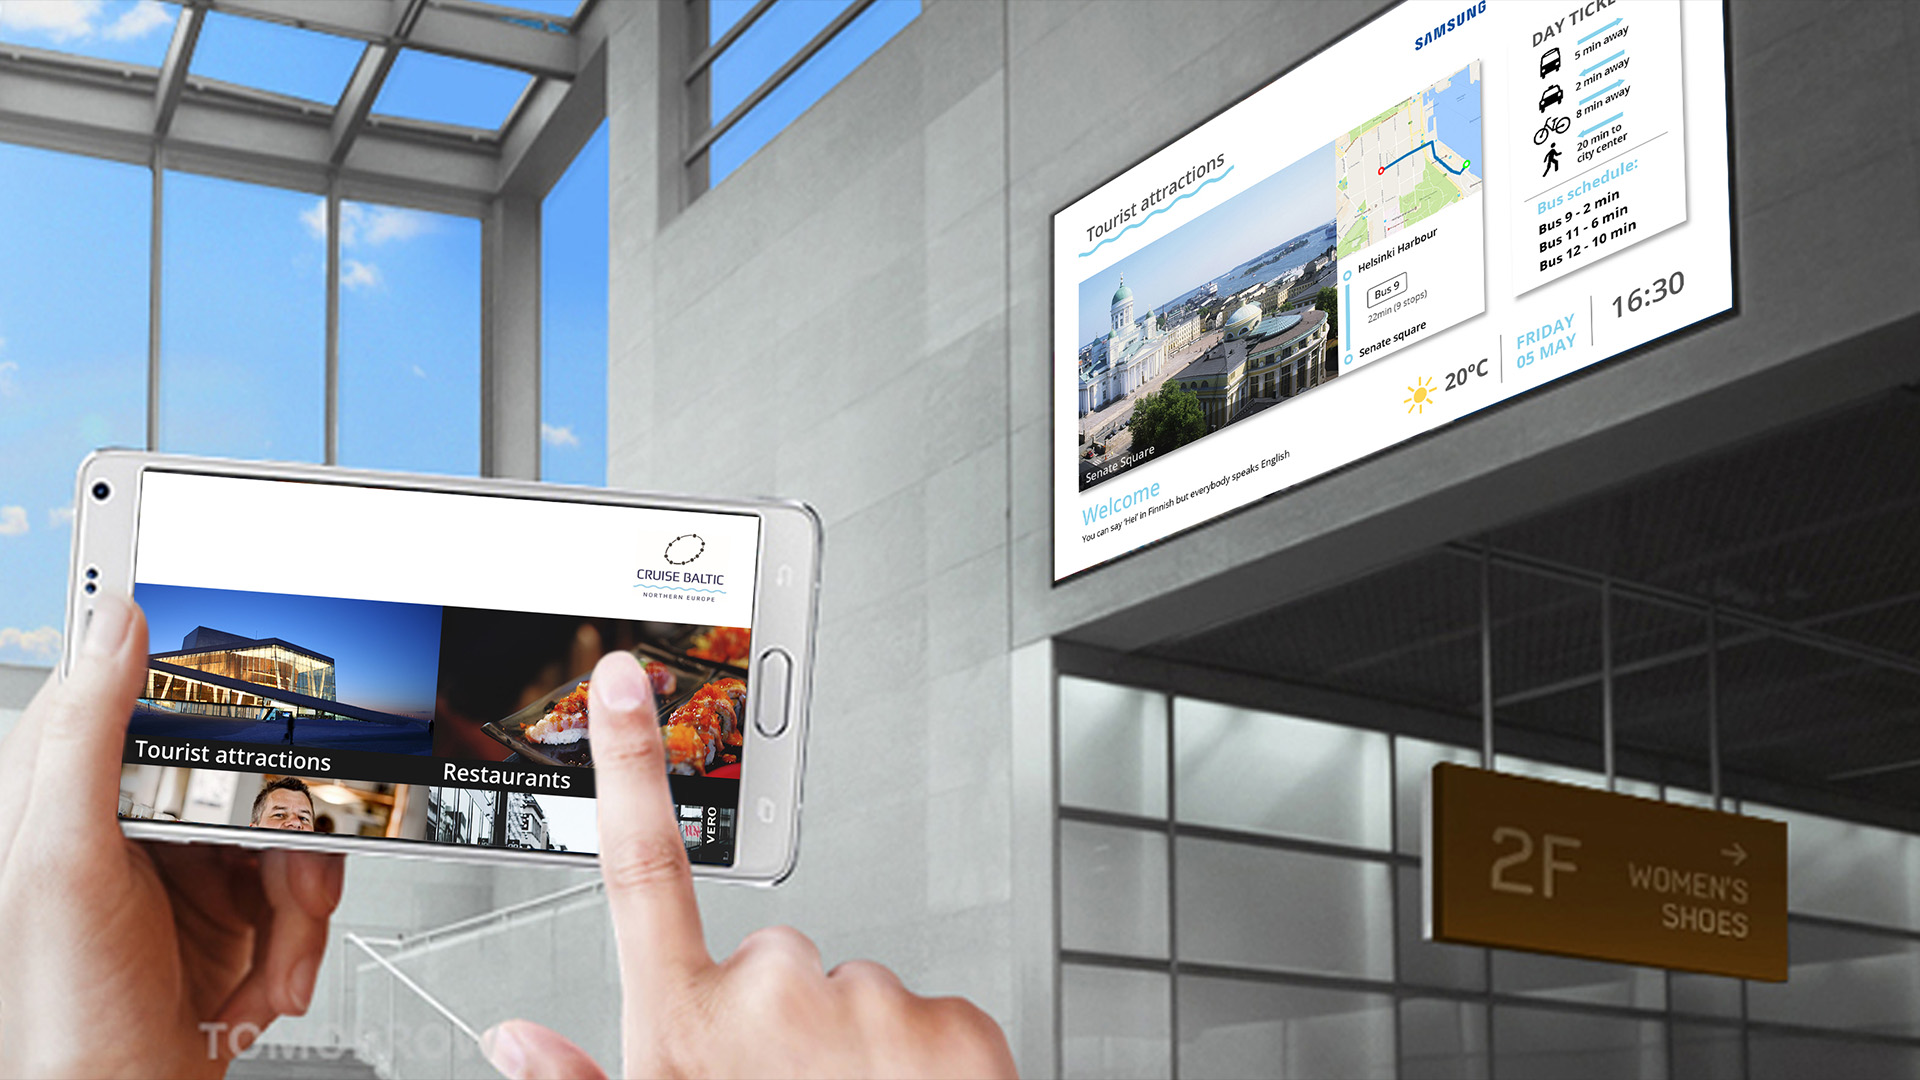 SAMSUNG
DAY TICKE
5 min away
2 min away
8 min away
20 min to
city center
Bus schedule:
Bus 9 - 2 min
Bus 11 - 6 min
Bus 12 - 10 min
Tourist attractions
Helsinki Harbour
Bus 9
22min (9 stops)
Senate square
Senate Square
20°C
FRIDAY
05 MAY
16:30
Welcome
You can say 'Hei' in Finnish but everybody speaks English
CRUISE BALTIC
NORTHERN EUROPE
Tourist attractions
Restaurants
VERO
2F
WOMEN'S
SHOES